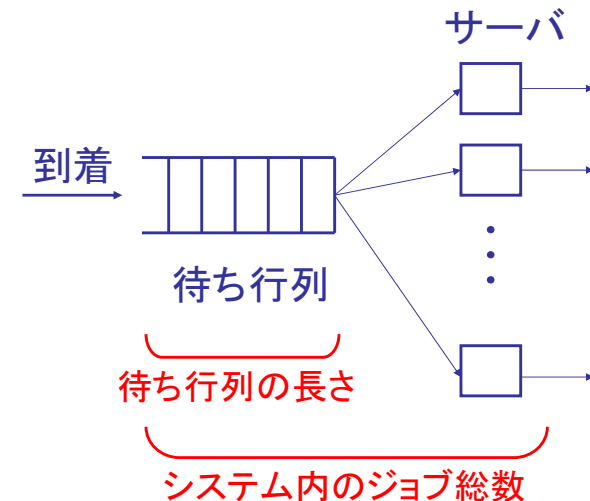 サーバ
到着
待ち行列
待ち行列の長さ
システム内のジョブ総数